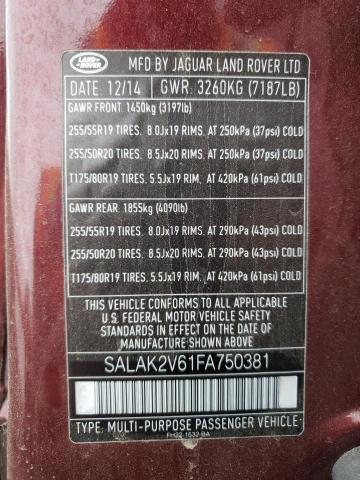 LAND-
ROVER
MFD BY JAGUAR LAND ROVER LTD
DATE: 12/14 GWR: 3260KG (7187LB)
GAWR FRONT: 1450kg (3197lb)
255/55R19 TIRES. 8.0Jx19 RIMS. AT 250kPa (37psi) COLD
255/50R20 TIRES. 8.5Jx20 RIMS. AT 250kPa (37psi) COLD
T175/80R19 TIRES. 5.5Jx19 RIM. AT 420kPa (61psi) COLD
GAWR REAR: 1855kg (4090lb)
255/55R19 TIRES. 8.0Jx19 RIMS. AT 290kPa (43psi) COLD
255/50R20 TIRES. 8.5Jx20 RIMS. AT 290kPa (43psi) COLD
T175/80R19 TIRES. 5.5Jx19 RIM. AT 420kPa (61psi) COLD
THIS VEHICLE CONFORMS TO ALL APPLICABLE
U.S. FEDERAL MOTOR VEHICLE SAFETY STANDARDS
IN EFFECT ON THE DATE OF MANUFACTURE
SHOWN ABOVE.
SALAK2V61FA750381
TYPE: MULTI-PURPOSE PASSENGER VEHICLE
FH22-1532-BA